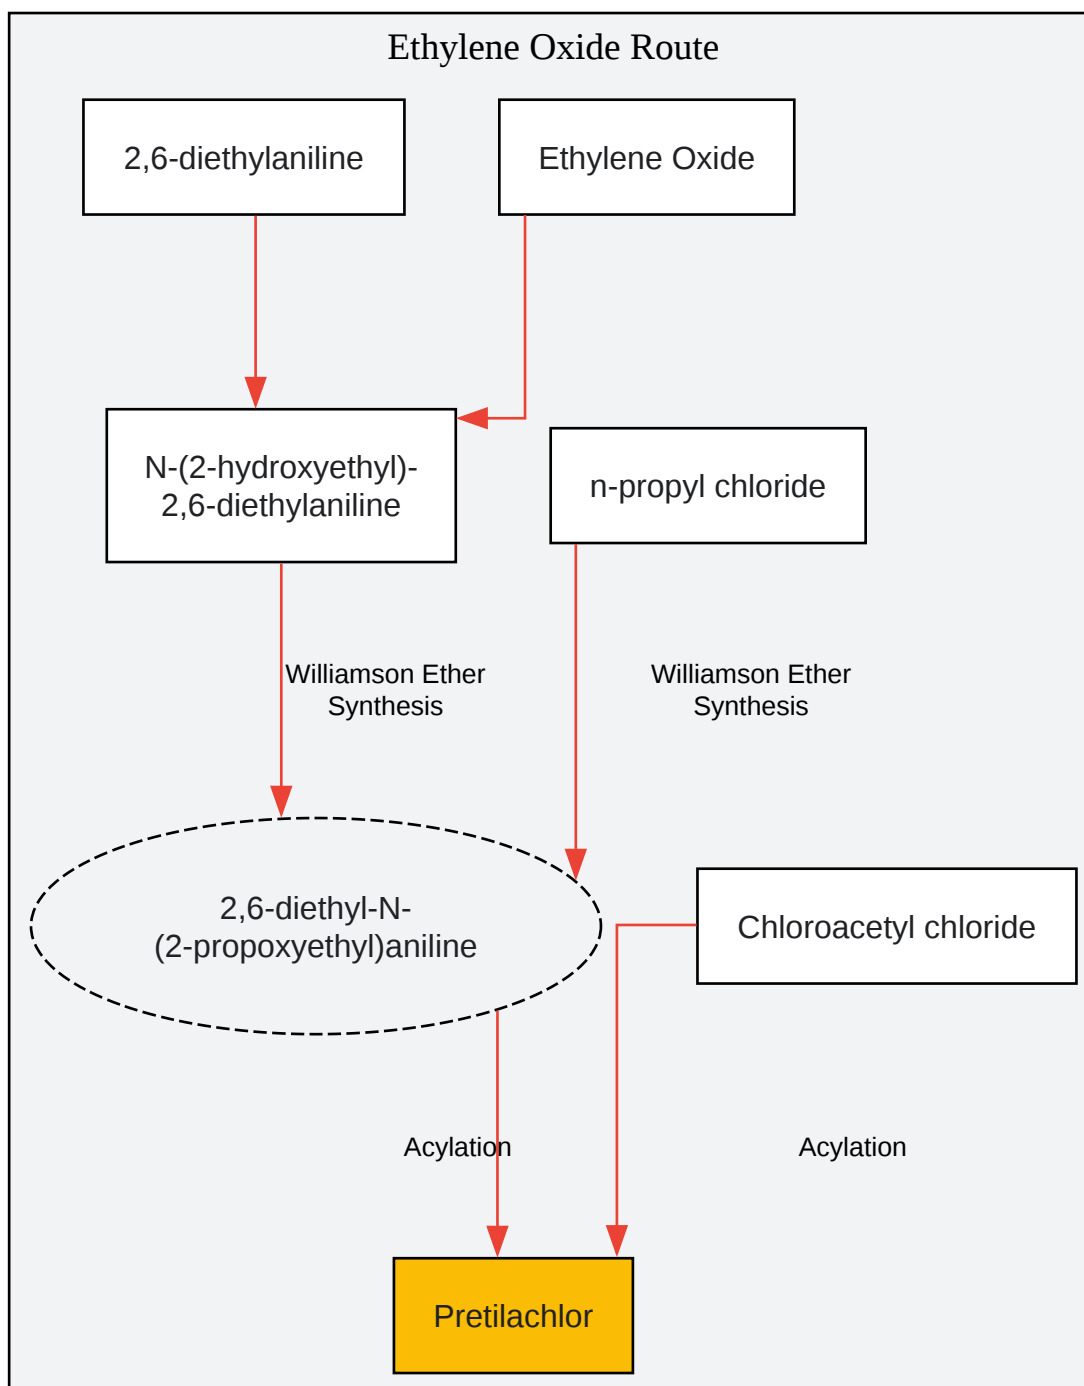 Ethylene Oxide Route
2,6-diethylaniline
Ethylene Oxide
N-(2-hydroxyethyl)-
2,6-diethylaniline
n-propyl chloride
Williamson Ether
Synthesis
Williamson Ether
Synthesis
2,6-diethyl-N-
(2-propoxyethyl)aniline
Chloroacetyl chloride
Acylation
Acylation
Pretilachlor